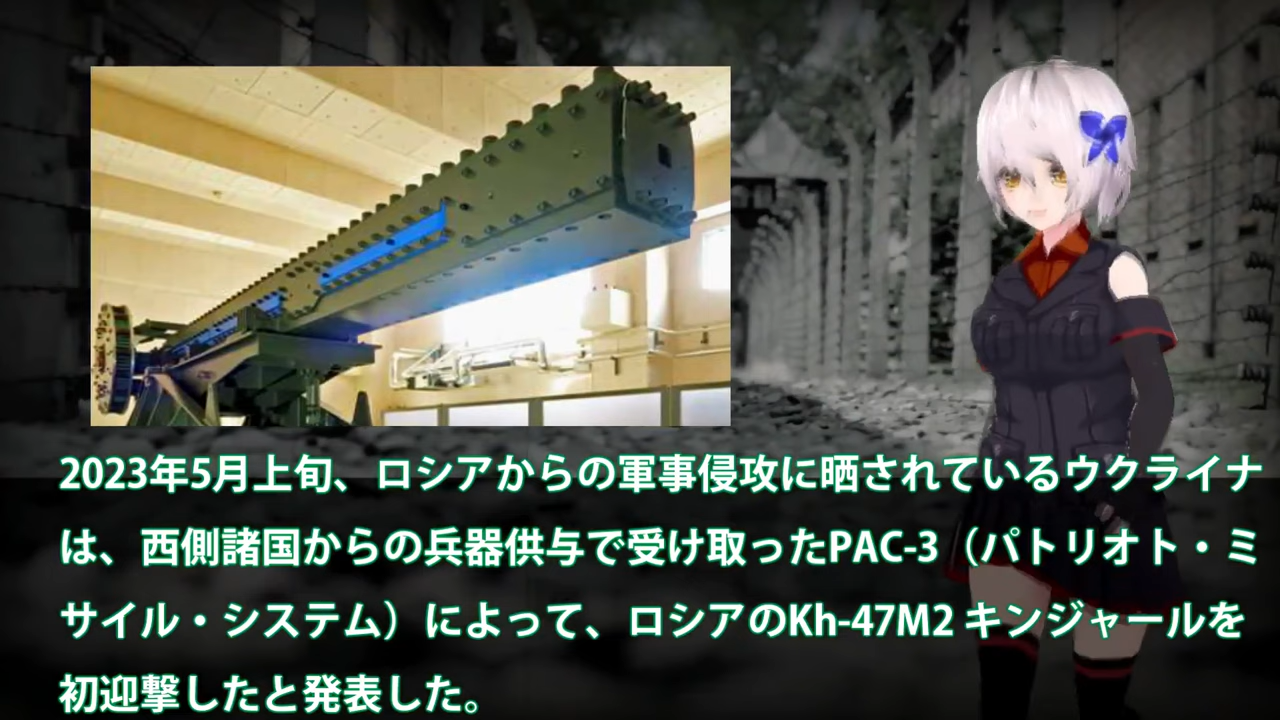 2023年5月上旬、ロシアからの軍事侵攻に晒されているウクライナ
は、西側諸国からの兵器供与で受け取ったPAC-3（パトリオト・ミ
サイル・システム）によって、ロシアのKh-47M2 キンジャールを
初迎撃したと発表した。